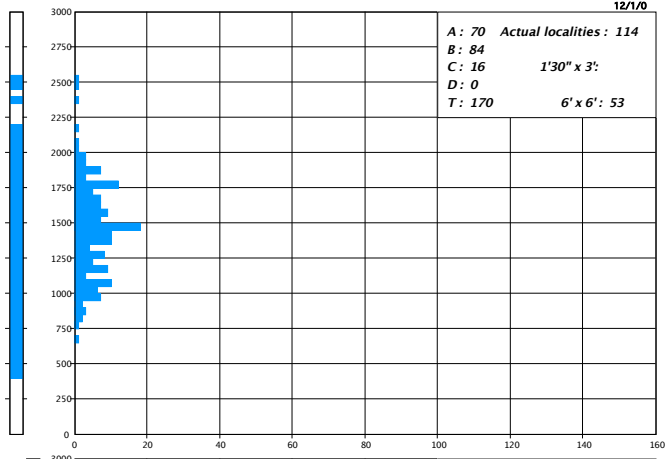 12/1/0
3000
A : 70 Actual localities : 114
2750
B : 84
C : 16 1'30" x 3':
2500
D : 0
T : 170 6' x 6' : 53
2250
2000
1750
1500
1250
1000
750
500
250
0
0 20 40 60 80 100 120 140 160
3000